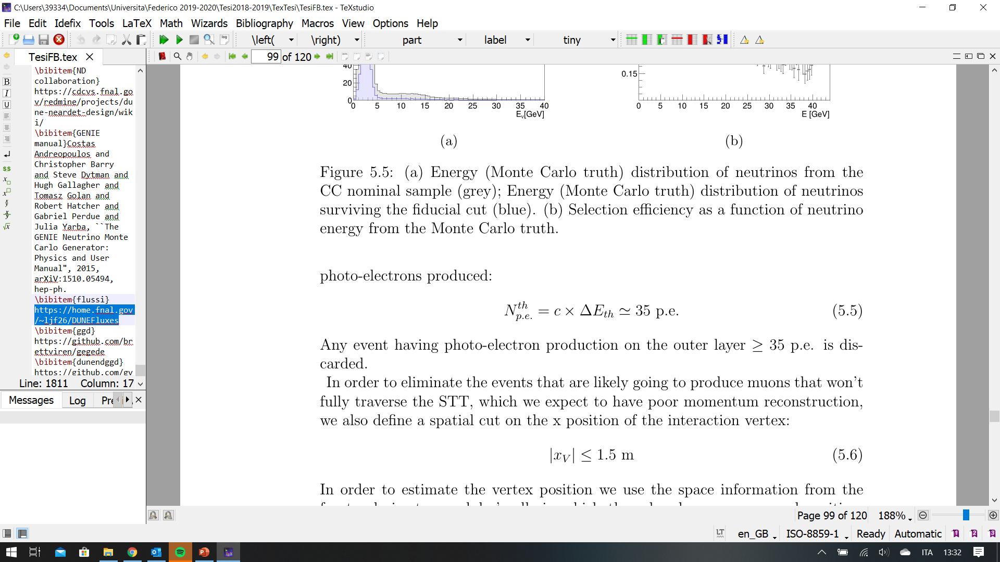 C:\Users\39334\Documents\Universita\Federico 2019-2020\Tesi2018-2019\TexTesi\TesiFB.tex - TeXstudio
File Edit Idefix Tools LaTeX Math Wizards Bibliography Macros View Options Help
log \left( \right) part label tiny
TesiFB.tex
99 of 120
\bibitem{ND
collaboration}
https://cdcvs.fnal.go
v/redmine/projects/du
ne-neardet-design/wik
i/
\bibitem{GENIE
manual}Costas
Andreopoulos and
Christopher Barry
and Steve Dytman and
Hugh Gallagher and
Tomasz Golan and
Robert Hatcher and
Gabriel Perdue and
Julia Yarba, ``The
GENIE Neutrino Monte
Carlo Generator:
Physics and User
Manual", 2015,
arXiV:1510.05494,
hep-ph.
\bibitem{flussi}
https://home.fnal.gov
/~ljf26/DUNEFluxes
\bibitem{ggd}
https://github.com/br
ettviren/gegede
\bibitem{dunendggd}
https://github.com/gv
Line: 1811 Column: 17
Messages Log Pre
40
20
0
0 5 10 15 20 25 30 35 40
Eν[GeV]
0.15
0 5 10 15 20 25 30 35 40
E [GeV]
(a) (b)
Figure 5.5: (a) Energy (Monte Carlo truth) distribution of neutrinos from the
CC nominal sample (grey); Energy (Monte Carlo truth) distribution of neutrinos
surviving the fiducial cut (blue). (b) Selection efficiency as a function of neutrino
energy from the Monte Carlo truth.
photo-electrons produced:
N^{th}_{p.e.} = c × ΔE_{th} ≃ 35 p.e. (5.5)
Any event having photo-electron production on the outer layer ≥ 35 p.e. is dis-
carded.
In order to eliminate the events that are likely going to produce muons that won't
fully traverse the STT, which we expect to have poor momentum reconstruction,
we also define a spatial cut on the x position of the interaction vertex:
|x_V| ≤ 1.5 m (5.6)
In order to estimate the vertex position we use the space information from the
Page 99 of 120 188%
LT en_GB ISO-8859-1 Ready Automatic 1 2 3
ITA 13:32